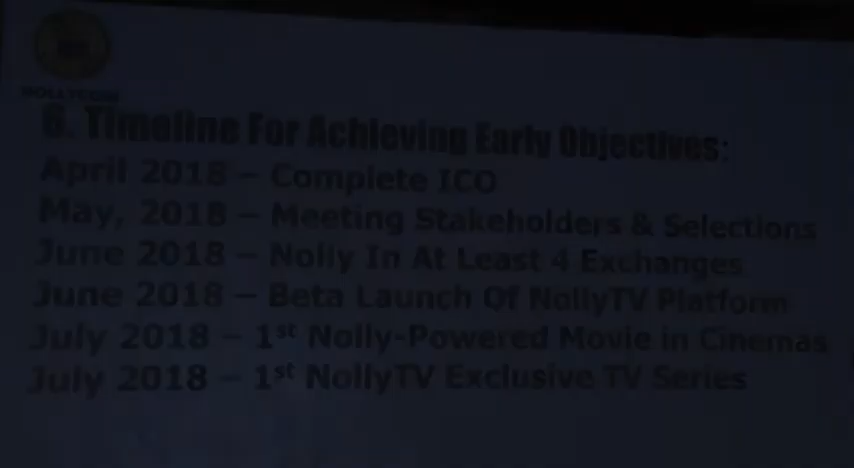 NOLLYCOIN
6. Timeline For Achieving Early Objectives:
April 2018 – Complete ICO
May, 2018 – Meeting Stakeholders & Selections
June 2018 – Nolly In At Least 4 Exchanges
June 2018 – Beta Launch Of NollyTV Platform
July 2018 – 1st Nolly-Powered Movie in Cinemas
July 2018 – 1st NollyTV Exclusive TV Series